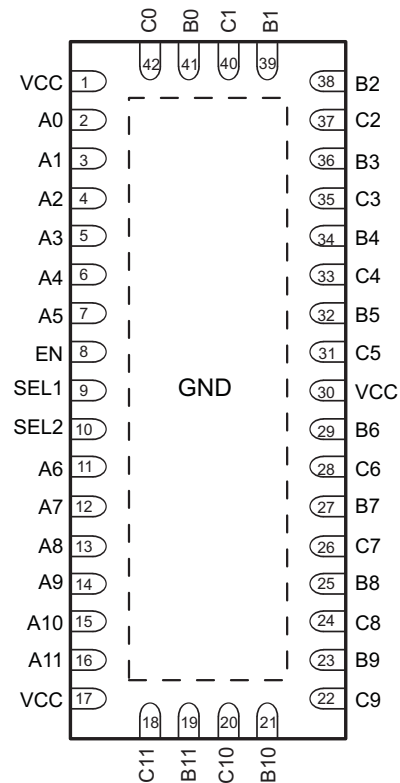 C0 B0 C1 B1
42 41 40 39
VCC 1 38 B2
A0 2 37 C2
A1 3 36 B3
A2 4 35 C3
A3 5 34 B4
A4 6 33 C4
A5 7 32 B5
EN 8 31 C5
SEL1 9 GND 30 VCC
SEL2 10 29 B6
A6 11 28 C6
A7 12 27 B7
A8 13 26 C7
A9 14 25 B8
A10 15 24 C8
A11 16 23 B9
VCC 17 22 C9
18 19 20 21
C11 B11 C10 B10